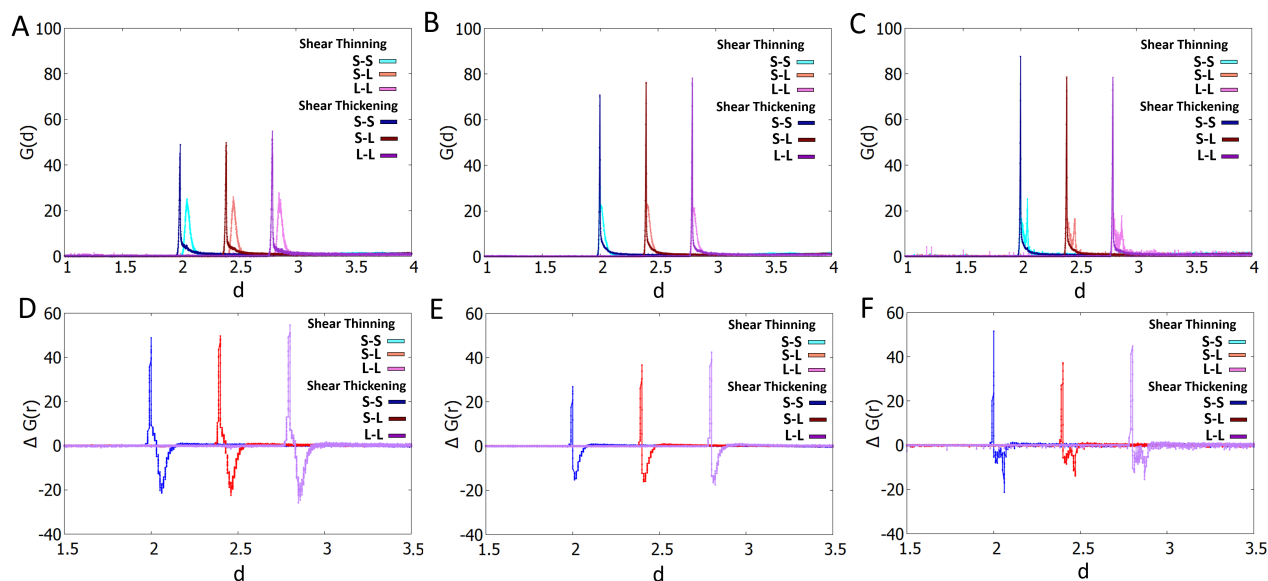 A
100
80
60
40
20
0
G(d)
1
1.5
2
2.5
3
3.5
4
d
Shear Thinning
S-S
S-L
L-L
Shear Thickening
S-S
S-L
L-L
B
100
80
60
40
20
0
G(d)
1
1.5
2
2.5
3
3.5
4
d
Shear Thinning
S-S
S-L
L-L
Shear Thickening
S-S
S-L
L-L
C
100
80
60
40
20
0
G(d)
1
1.5
2
2.5
3
3.5
4
d
Shear Thinning
S-S
S-L
L-L
Shear Thickening
S-S
S-L
L-L
D
60
40
20
0
-20
-40
Δ G(r)
1.5
2
2.5
3
3.5
d
Shear Thinning
S-S
S-L
L-L
Shear Thickening
S-S
S-L
L-L
E
60
40
20
0
-20
-40
Δ G(r)
1.5
2
2.5
3
3.5
d
Shear Thinning
S-S
S-L
L-L
Shear Thickening
S-S
S-L
L-L
F
60
40
20
0
-20
-40
Δ G(r)
1.5
2
2.5
3
3.5
d
Shear Thinning
S-S
S-L
L-L
Shear Thickening
S-S
S-L
L-L